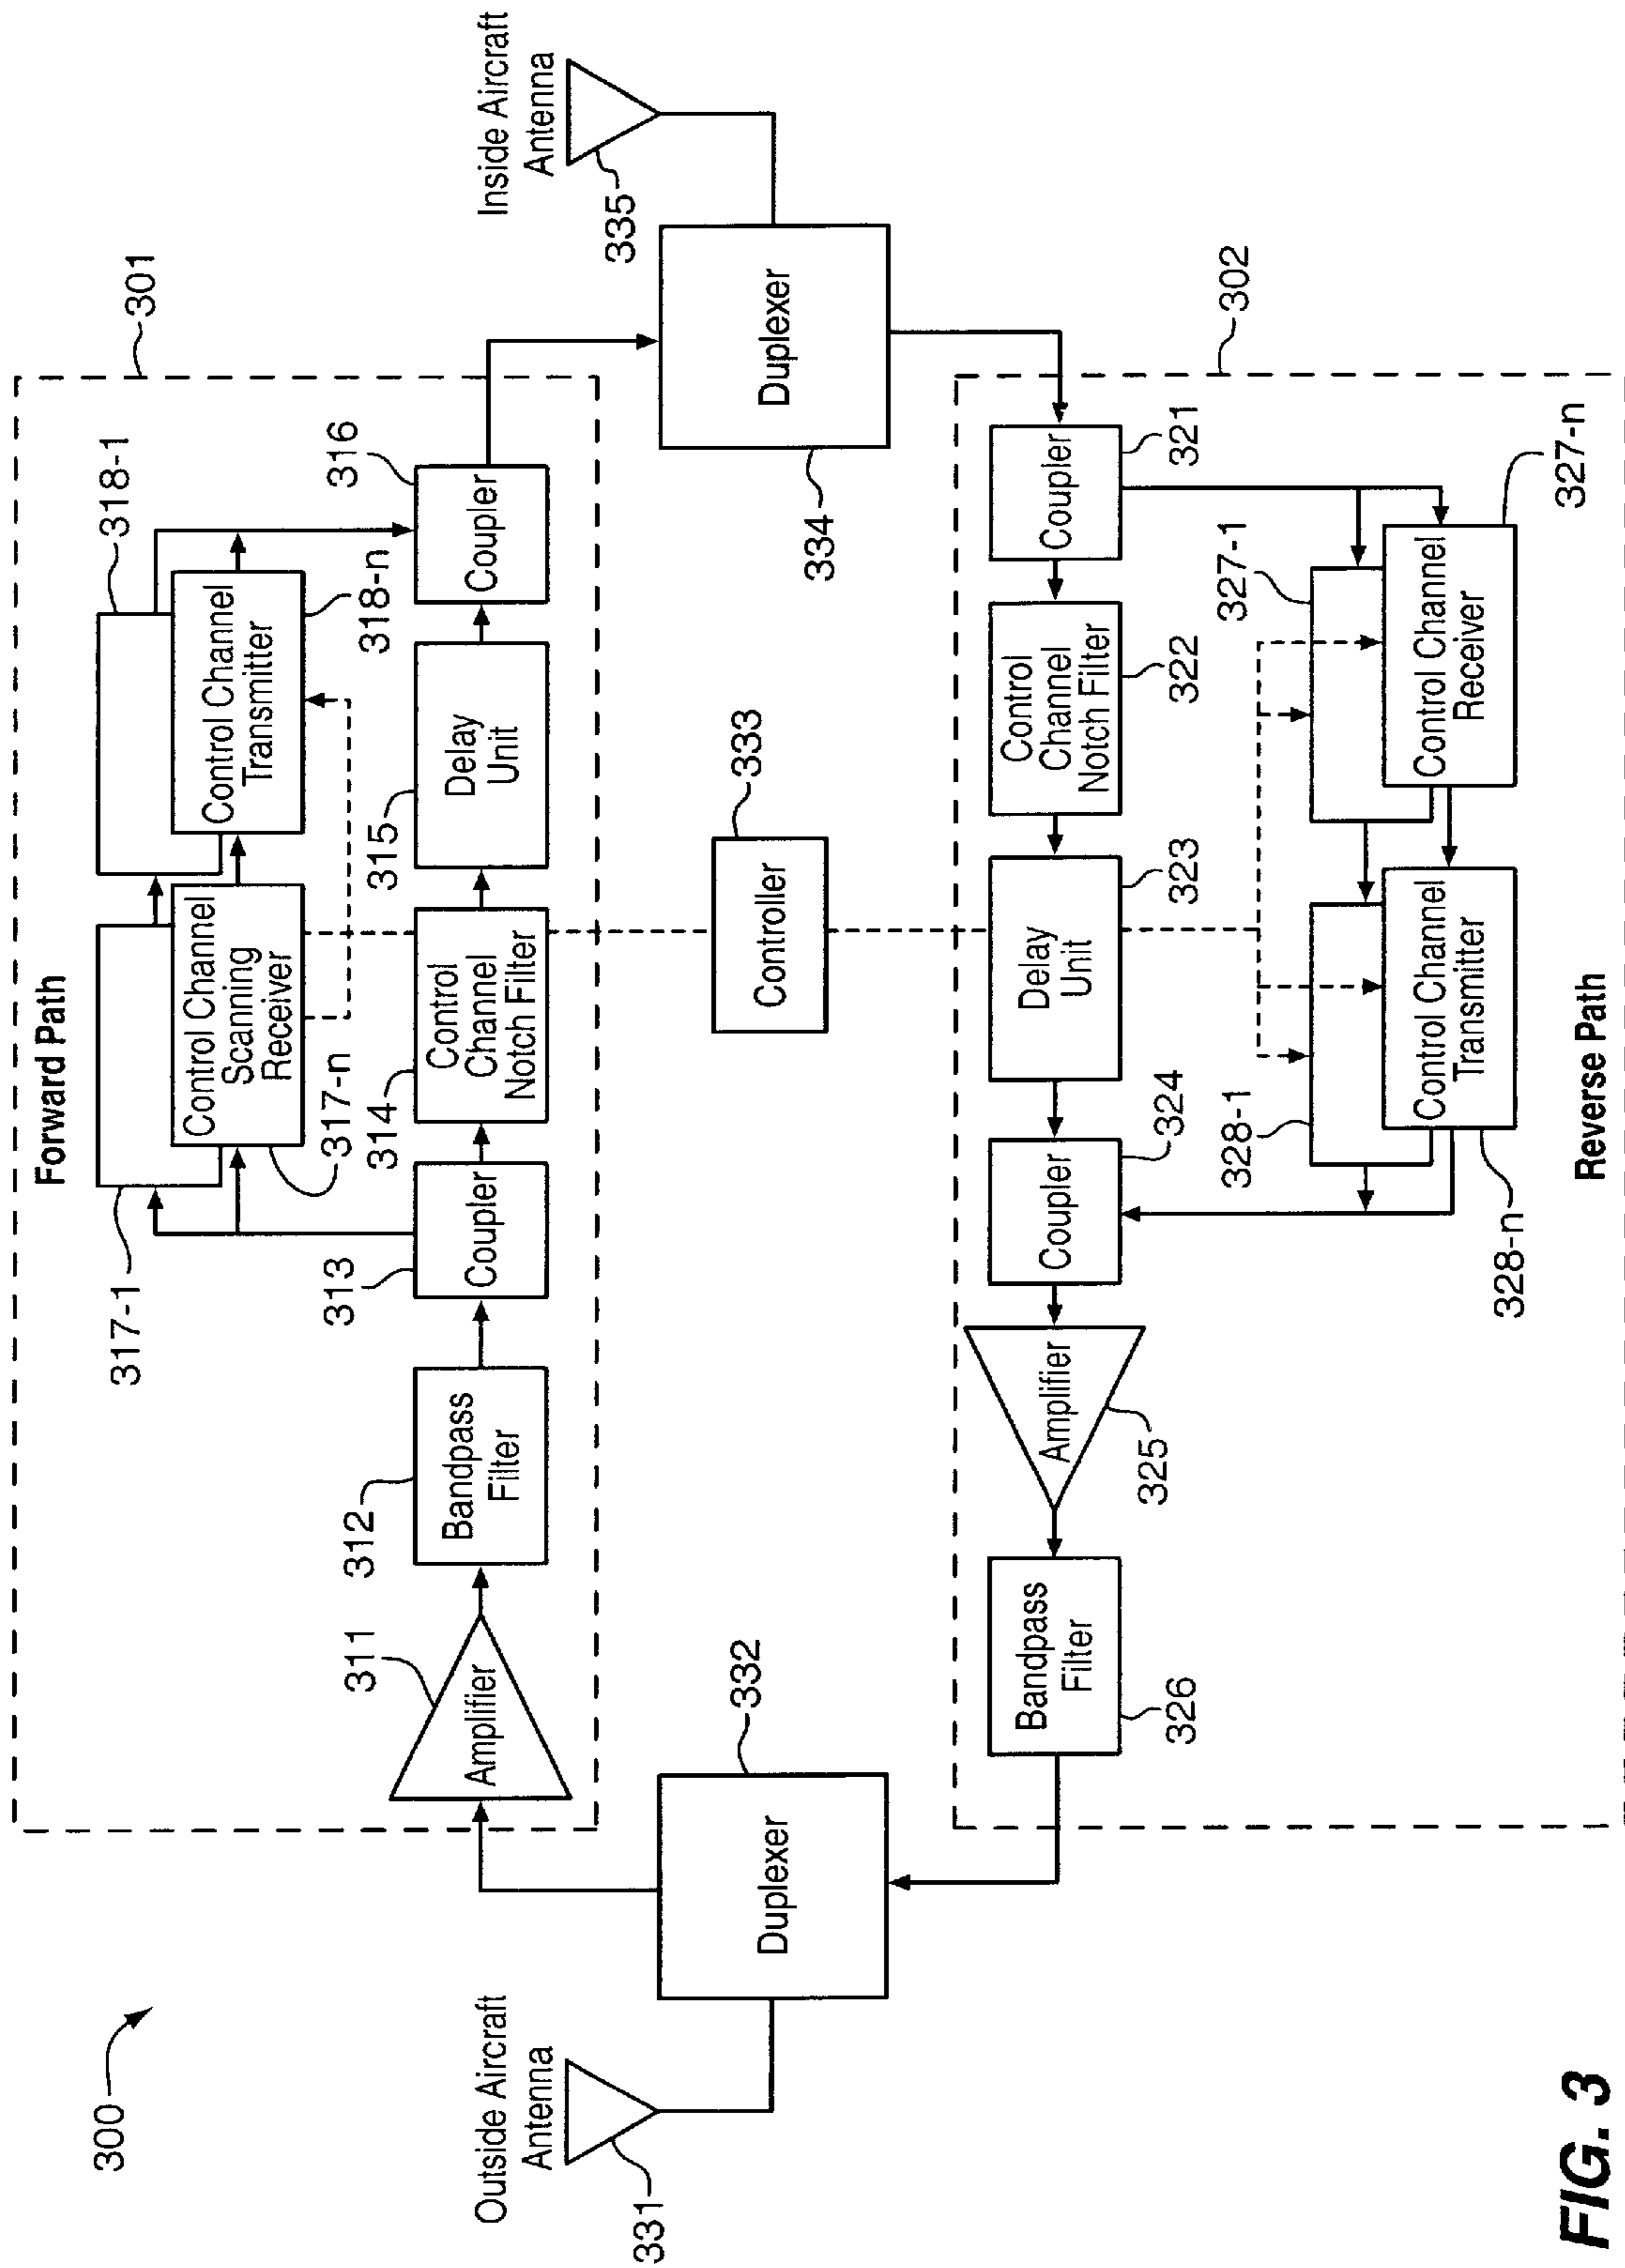 300
Forward Path
301
317-1
Control Channel
Scanning
Receiver
317-n
318-1
Control Channel
Transmitter
318-n
311
Amplifier
312
Bandpass
Filter
313
Coupler
314
Control
Channel
Notch Filter
315
Delay
Unit
316
Coupler
Outside Aircraft
Antenna
331
Duplexer
332
Controller
333
Duplexer
334
Inside Aircraft
Antenna
335
302
Bandpass
Filter
326
Amplifier
325
Coupler
324
Delay
Unit
323
Control
Channel
Notch Filter
322
Coupler
321
328-1
Control Channel
Transmitter
328-n
327-1
Control Channel
Receiver
327-n
Reverse Path
FIG. 3